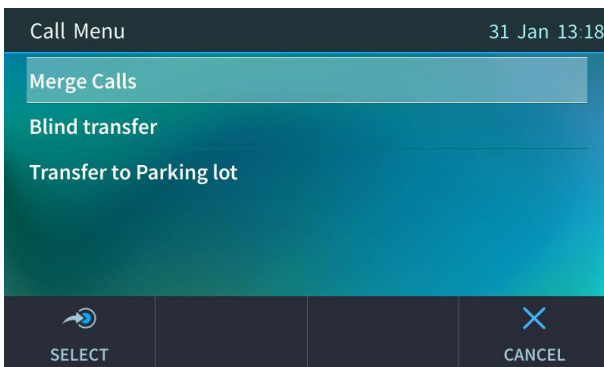 Call Menu 31 Jan 13:18
Merge Calls
Blind transfer
Transfer to Parking lot
SELECT CANCEL